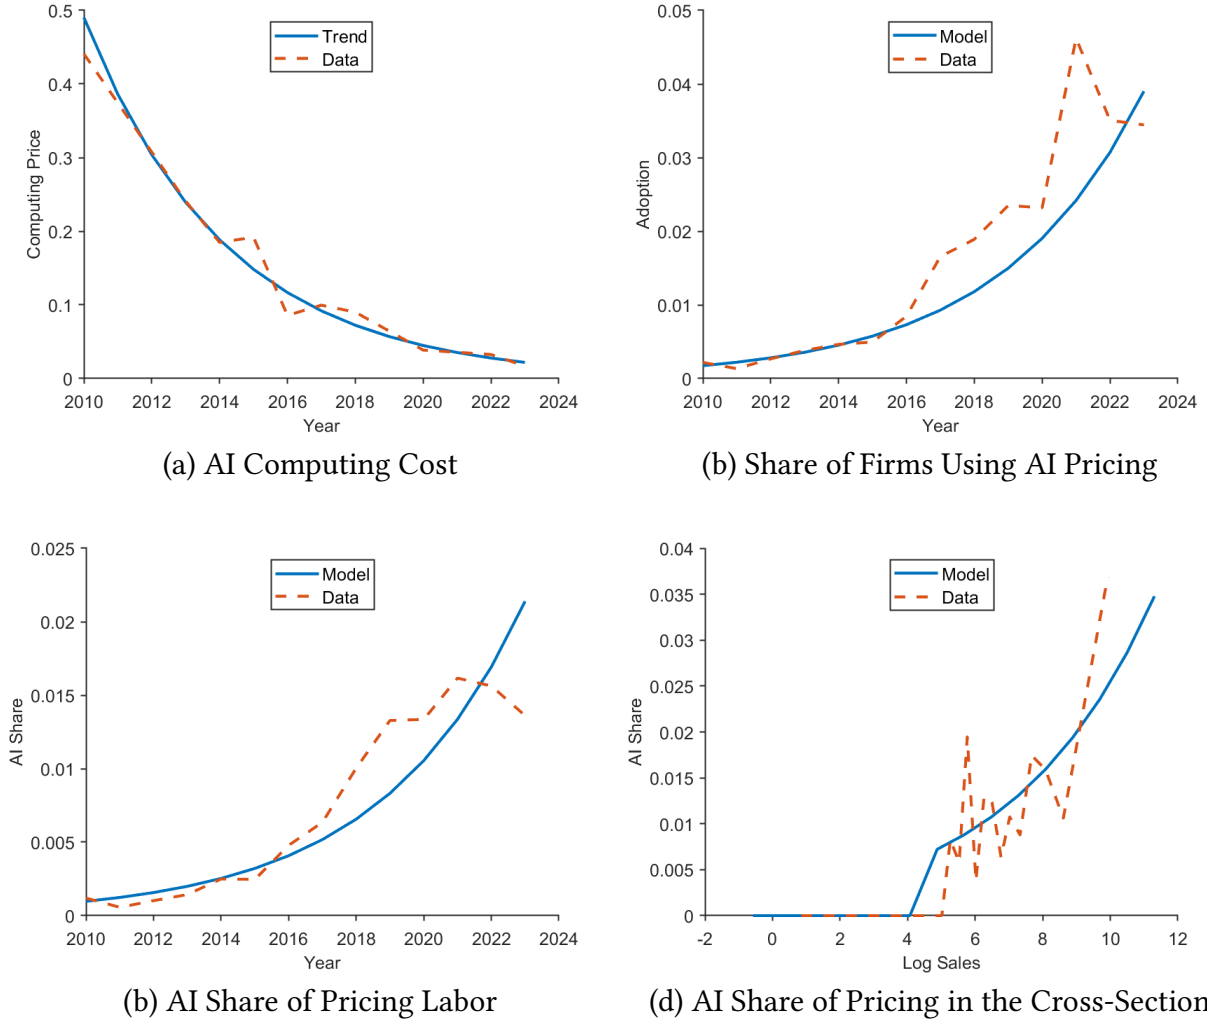 0.5
0.4
0.3
0.2
0.1
0
Computing Price
Trend
Data
2010 2012 2014 2016 2018 2020 2022 2024
Year
(a) AI Computing Cost
0.05
0.04
0.03
0.02
0.01
0
Adoption
Model
Data
2010 2012 2014 2016 2018 2020 2022 2024
Year
(b) Share of Firms Using AI Pricing
0.025
0.02
0.015
0.01
0.005
0
AI Share
Model
Data
2010 2012 2014 2016 2018 2020 2022 2024
Year
(b) AI Share of Pricing Labor
0.04
0.035
0.03
0.025
0.02
0.015
0.01
0.005
0
AI Share
Model
Data
-2 0 2 4 6 8 10 12
Log Sales
(d) AI Share of Pricing in the Cross-Section